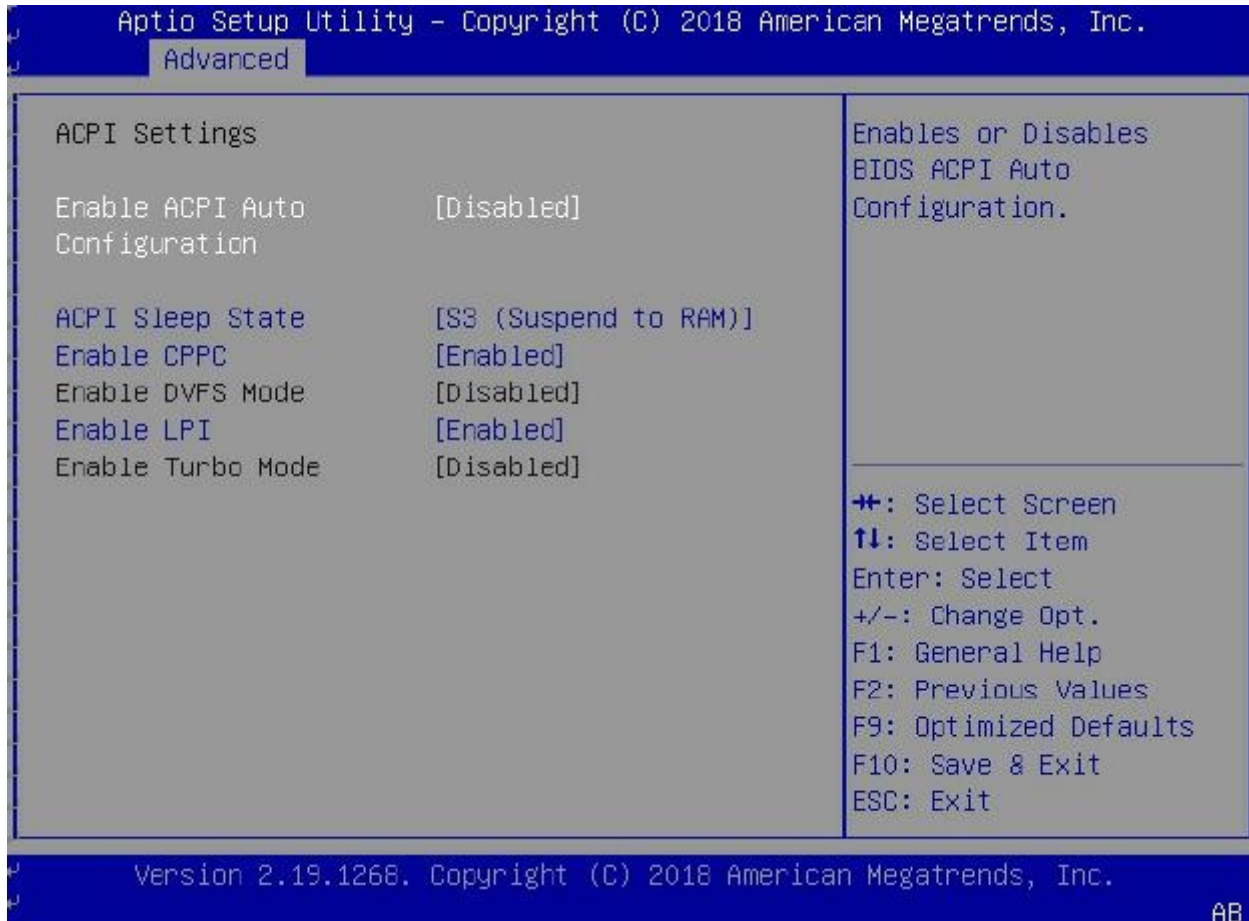 Aptio Setup Utility – Copyright (C) 2018 American Megatrends, Inc.
Advanced
ACPI Settings
Enable ACPI Auto [Disabled]
Configuration
ACPI Sleep State [S3 (Suspend to RAM)]
Enable CPPC [Enabled]
Enable DVFS Mode [Disabled]
Enable LPI [Enabled]
Enable Turbo Mode [Disabled]
Enables or Disables
BIOS ACPI Auto
Configuration.
→←: Select Screen
↑↓: Select Item
Enter: Select
+/-: Change Opt.
F1: General Help
F2: Previous Values
F9: Optimized Defaults
F10: Save & Exit
ESC: Exit
Version 2.19.1268. Copyright (C) 2018 American Megatrends, Inc.
AB